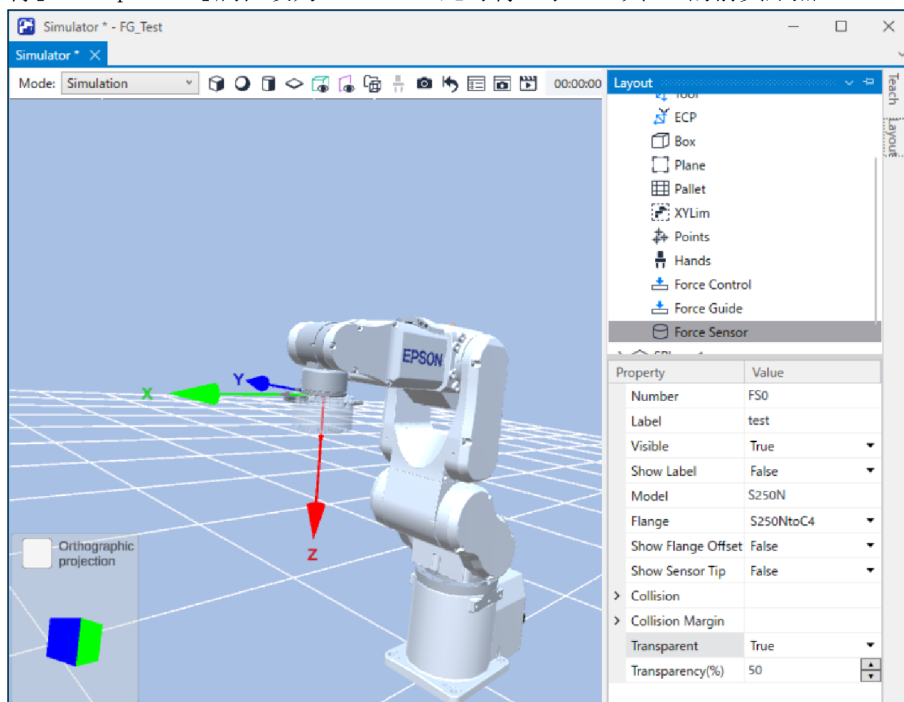 Simulator * - FG_Test
Simulator *
Mode: Simulation
00:00:00
Layout
Teach
Layout
Tool
ECP
Box
Plane
Pallet
XYLim
Points
Hands
Force Control
Force Guide
Force Sensor
Property Value
Number FS0
Label test
Visible True
Show Label False
Model S250N
Flange S250NtoC4
Show Flange Offset False
Show Sensor Tip False
Collision
Collision Margin
Transparent True
Transparency(%) 50
EPSON
X
Y
Z
Orthographic
projection